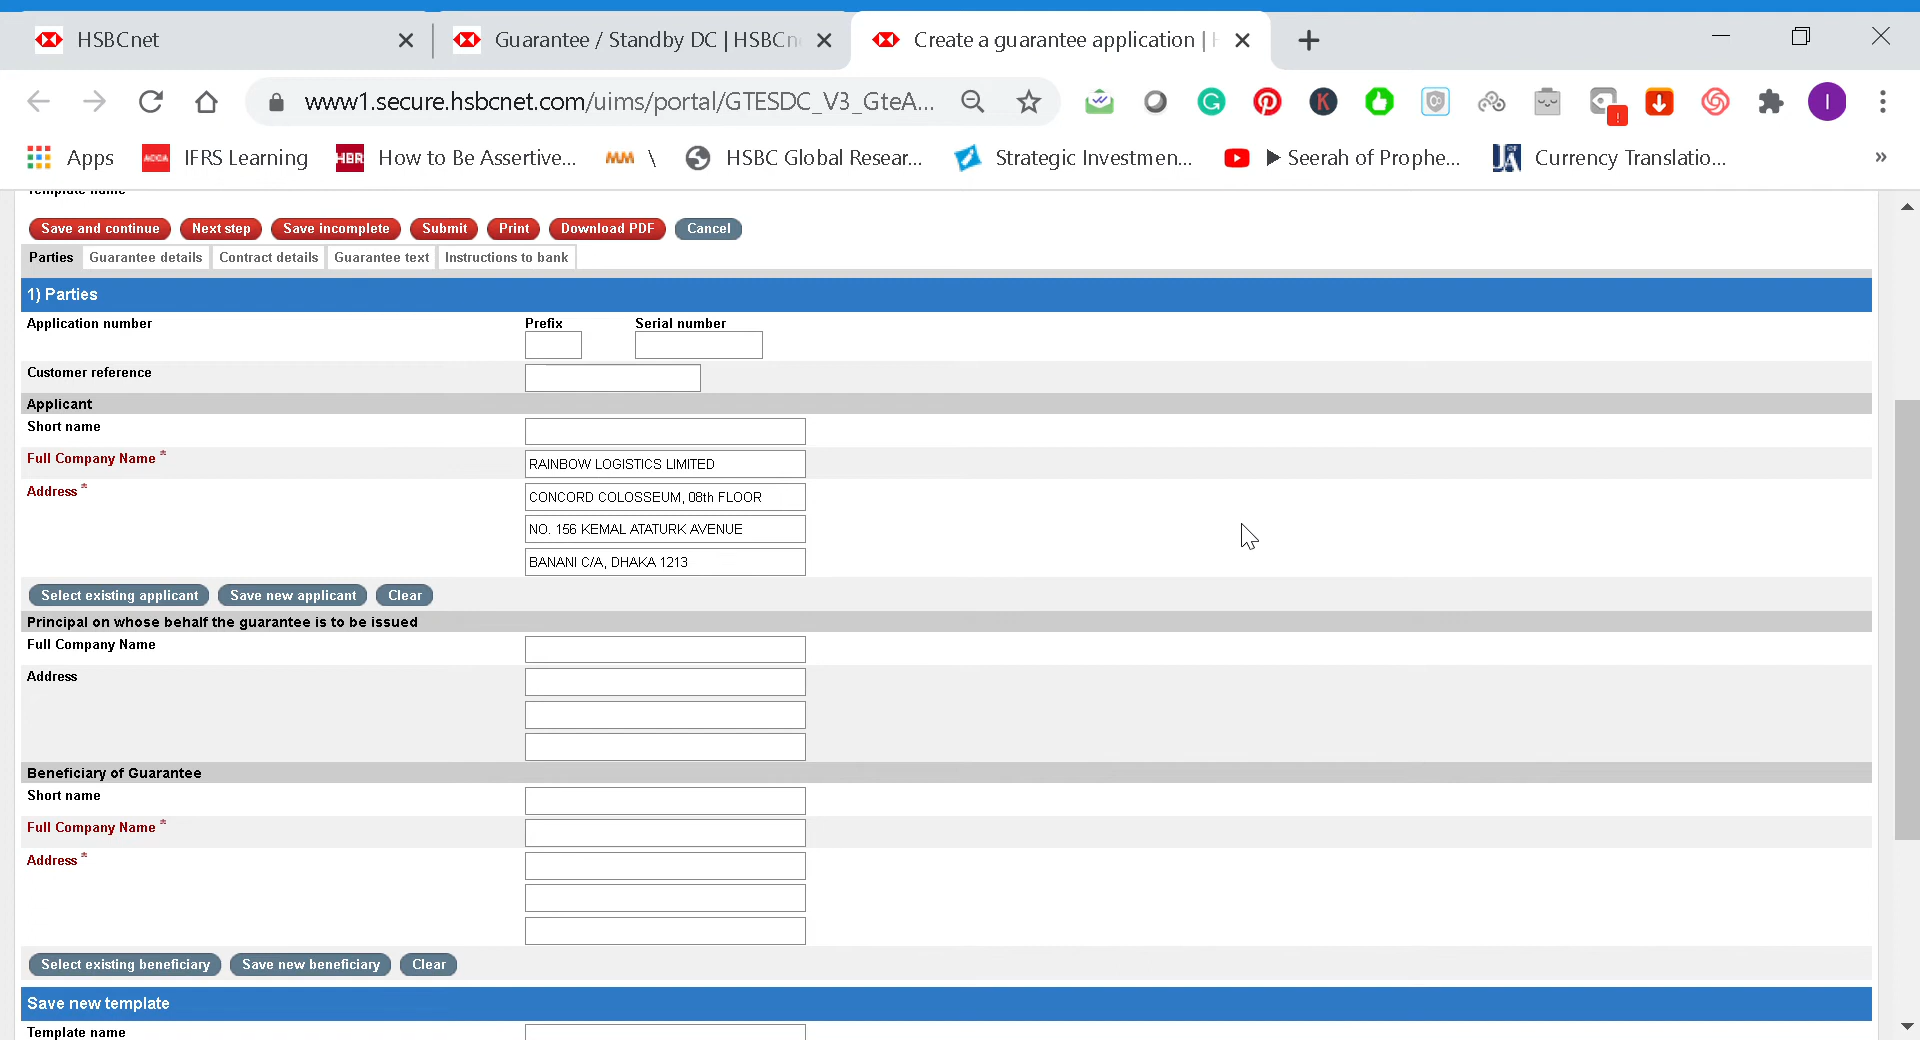 HSBCnet
Guarantee / Standby DC | HSBCn
Create a guarantee application |
www1.secure.hsbcnet.com/uims/portal/GTESDC_V3_GteA...
Apps
ACCA IFRS Learning
HBR How to Be Assertive...
\
HSBC Global Resear...
Strategic Investmen...
▶ Seerah of Prophe...
Currency Translatio...
»
Template name
Save and continue Next step Save incomplete Submit Print Download PDF Cancel
Parties Guarantee details Contract details Guarantee text Instructions to bank
1) Parties
Application number Prefix Serial number
Customer reference
Applicant
Short name
Full Company Name * RAINBOW LOGISTICS LIMITED
Address * CONCORD COLOSSEUM, 08th FLOOR
NO. 156 KEMAL ATATURK AVENUE
BANANI C/A, DHAKA 1213
Select existing applicant Save new applicant Clear
Principal on whose behalf the guarantee is to be issued
Full Company Name
Address
Beneficiary of Guarantee
Short name
Full Company Name *
Address *
Select existing beneficiary Save new beneficiary Clear
Save new template
Template name